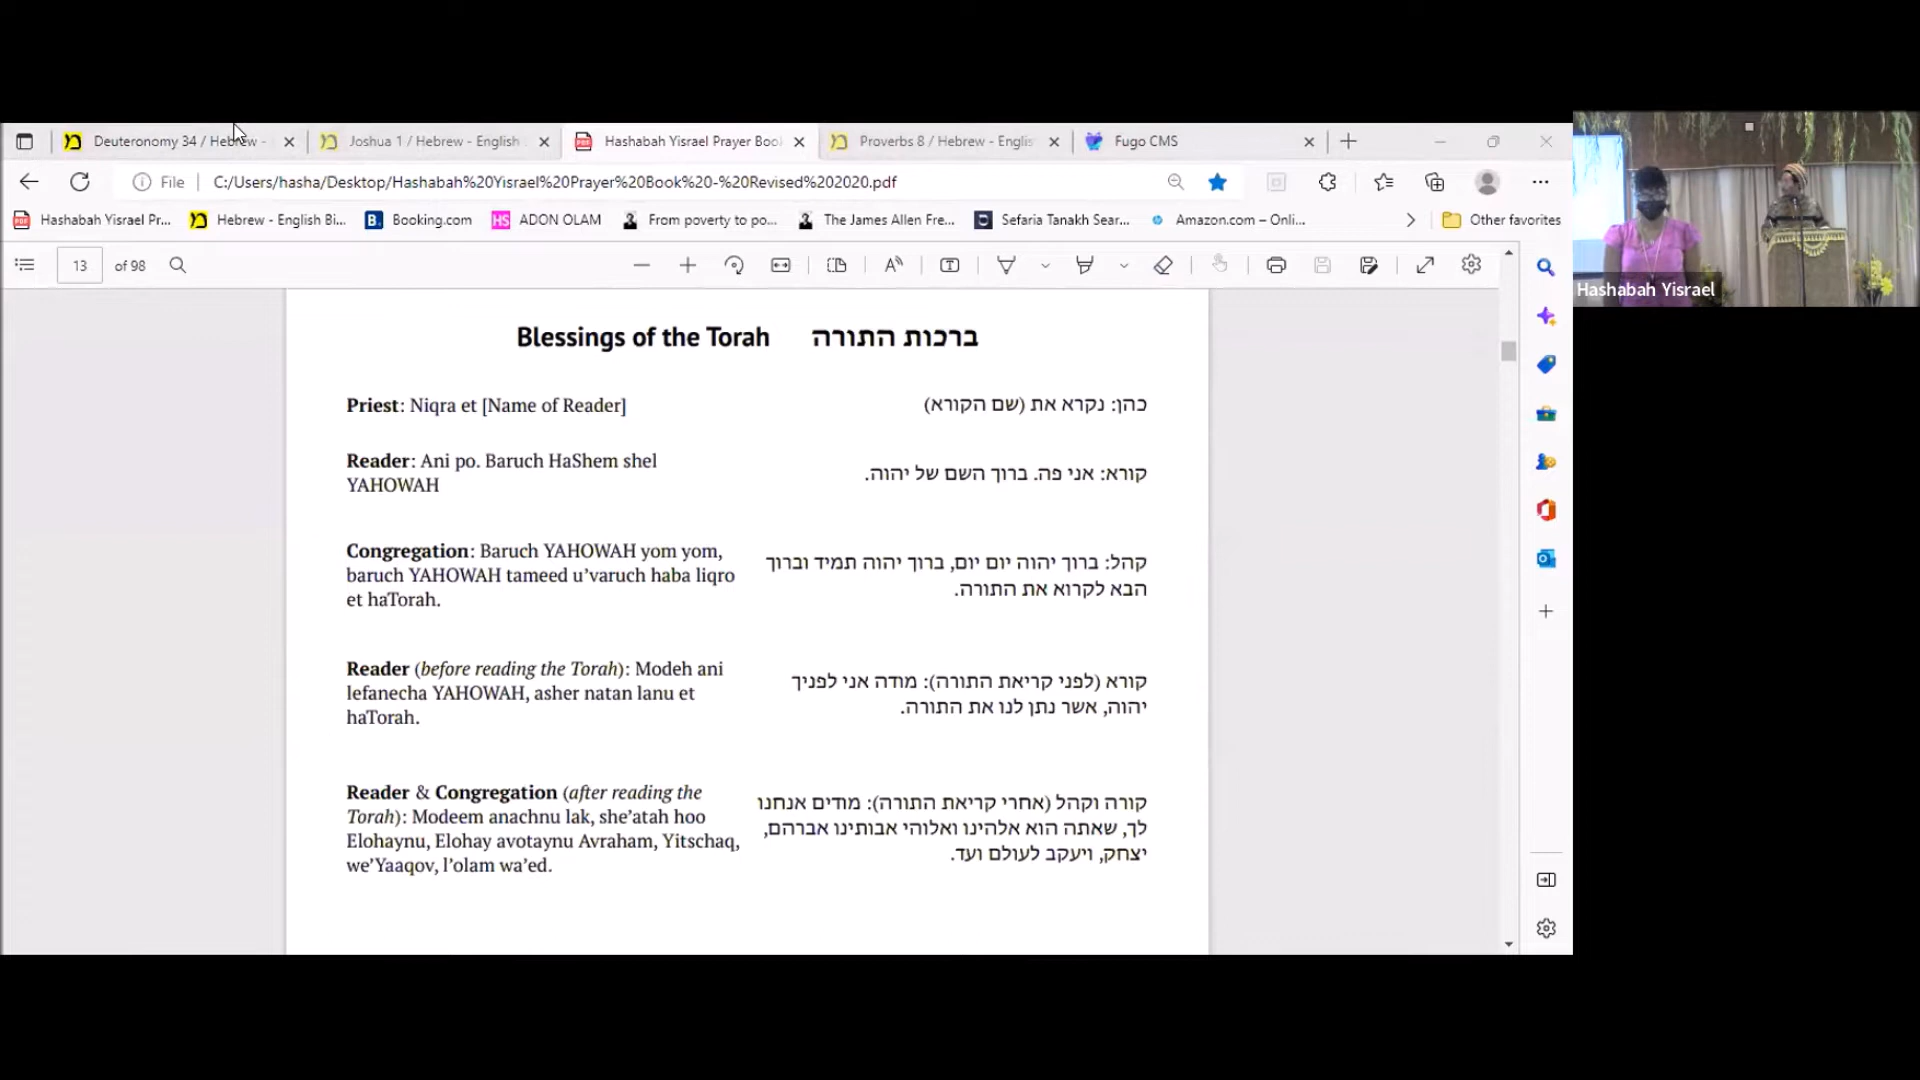 Deuteronomy 34 / Hebrew -
Joshua 1 / Hebrew - English
Hashabah Yisrael Prayer Boo
Proverbs 8 / Hebrew - Englis
Fugo CMS
File
C:/Users/hasha/Desktop/Hashabah%20Yisrael%20Prayer%20Book%20-%20Revised%202020.pdf
Hashabah Yisrael Pr...
Hebrew - English Bi...
Booking.com
ADON OLAM
From poverty to po...
The James Allen Fre...
Sefaria Tanakh Sear...
Amazon.com – Onli...
Other favorites
13 of 98
Hashabah Yisrael
Blessings of the Torah ברכות התורה
Priest: Niqra et [Name of Reader]
כהן: נקרא את (שם הקורא)
Reader: Ani po. Baruch HaShem shel
YAHOWAH
קורא: אני פה. ברוך השם של יהוה.
Congregation: Baruch YAHOWAH yom yom,
baruch YAHOWAH tameed u’varuch haba liqro
et haTorah.
קהל: ברוך יהוה יום יום, ברוך יהוה תמיד וברוך
הבא לקרוא את התורה.
Reader (before reading the Torah): Modeh ani
lefanecha YAHOWAH, asher natan lanu et
haTorah.
קורא (לפני קריאת התורה): מודה אני לפניך
יהוה, אשר נתן לנו את התורה.
Reader & Congregation (after reading the
Torah): Modeem anachnu lak, she’atah hoo
Elohaynu, Elohay avotaynu Avraham, Yitschaq,
we’Yaaqov, l’olam wa’ed.
קורה וקהל (אחרי קריאת התורה): מודים אנחנו
לך, שאתה הוא אלהינו ואלוהי אבותינו אברהם,
יצחק, ויעקב לעולם ועד.